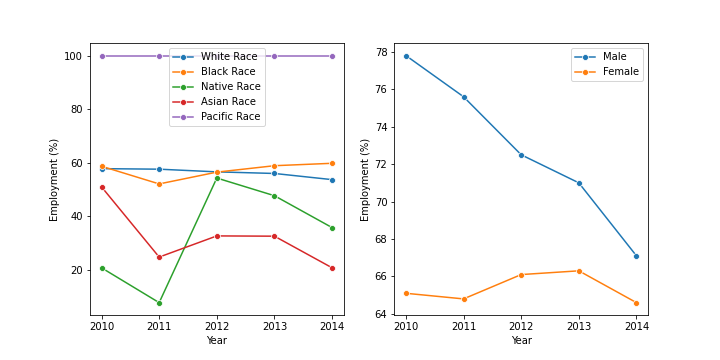 100
80
60
40
20
Employment (%)
2010 2011 2012 2013 2014
Year
White Race
Black Race
Native Race
Asian Race
Pacific Race
78
76
74
72
70
68
66
64
Employment (%)
2010 2011 2012 2013 2014
Year
Male
Female